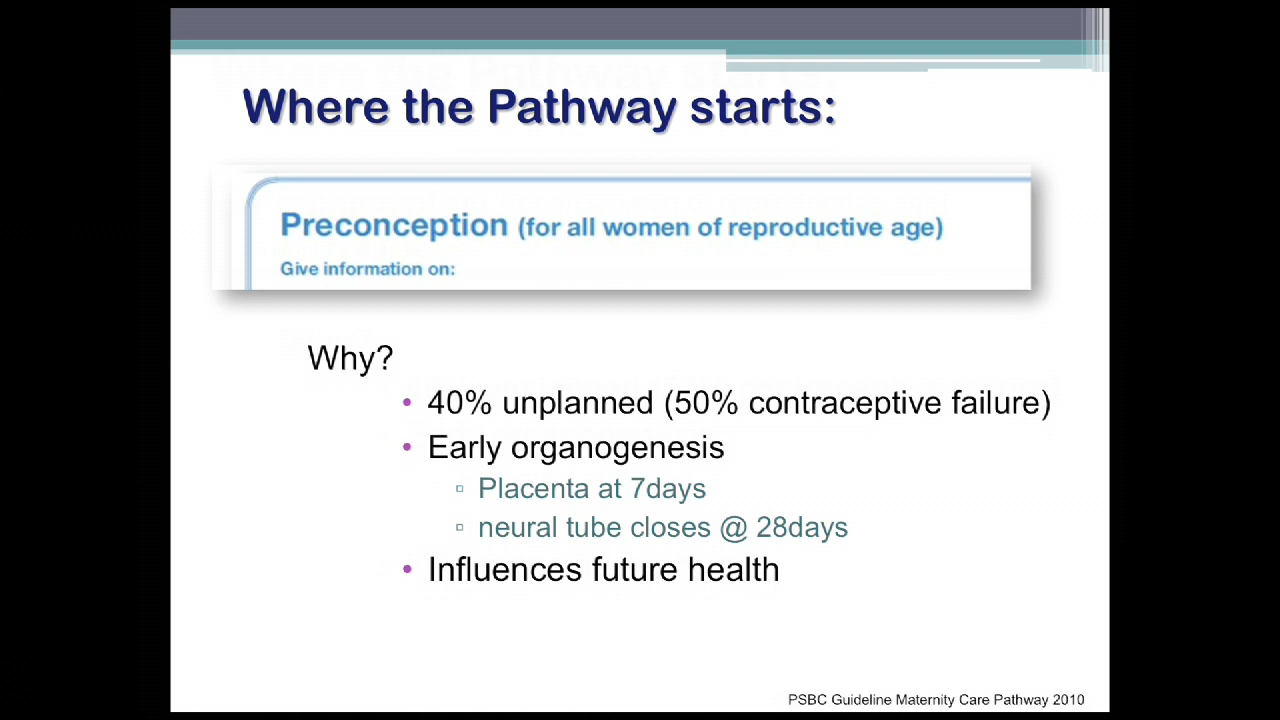 Where the Pathway starts:
Preconception (for all women of reproductive age)
Give information on:
Why?
• 40% unplanned (50% contraceptive failure)
• Early organogenesis
▫ Placenta at 7days
▫ neural tube closes @ 28days
• Influences future health
PSBC Guideline Maternity Care Pathway 2010